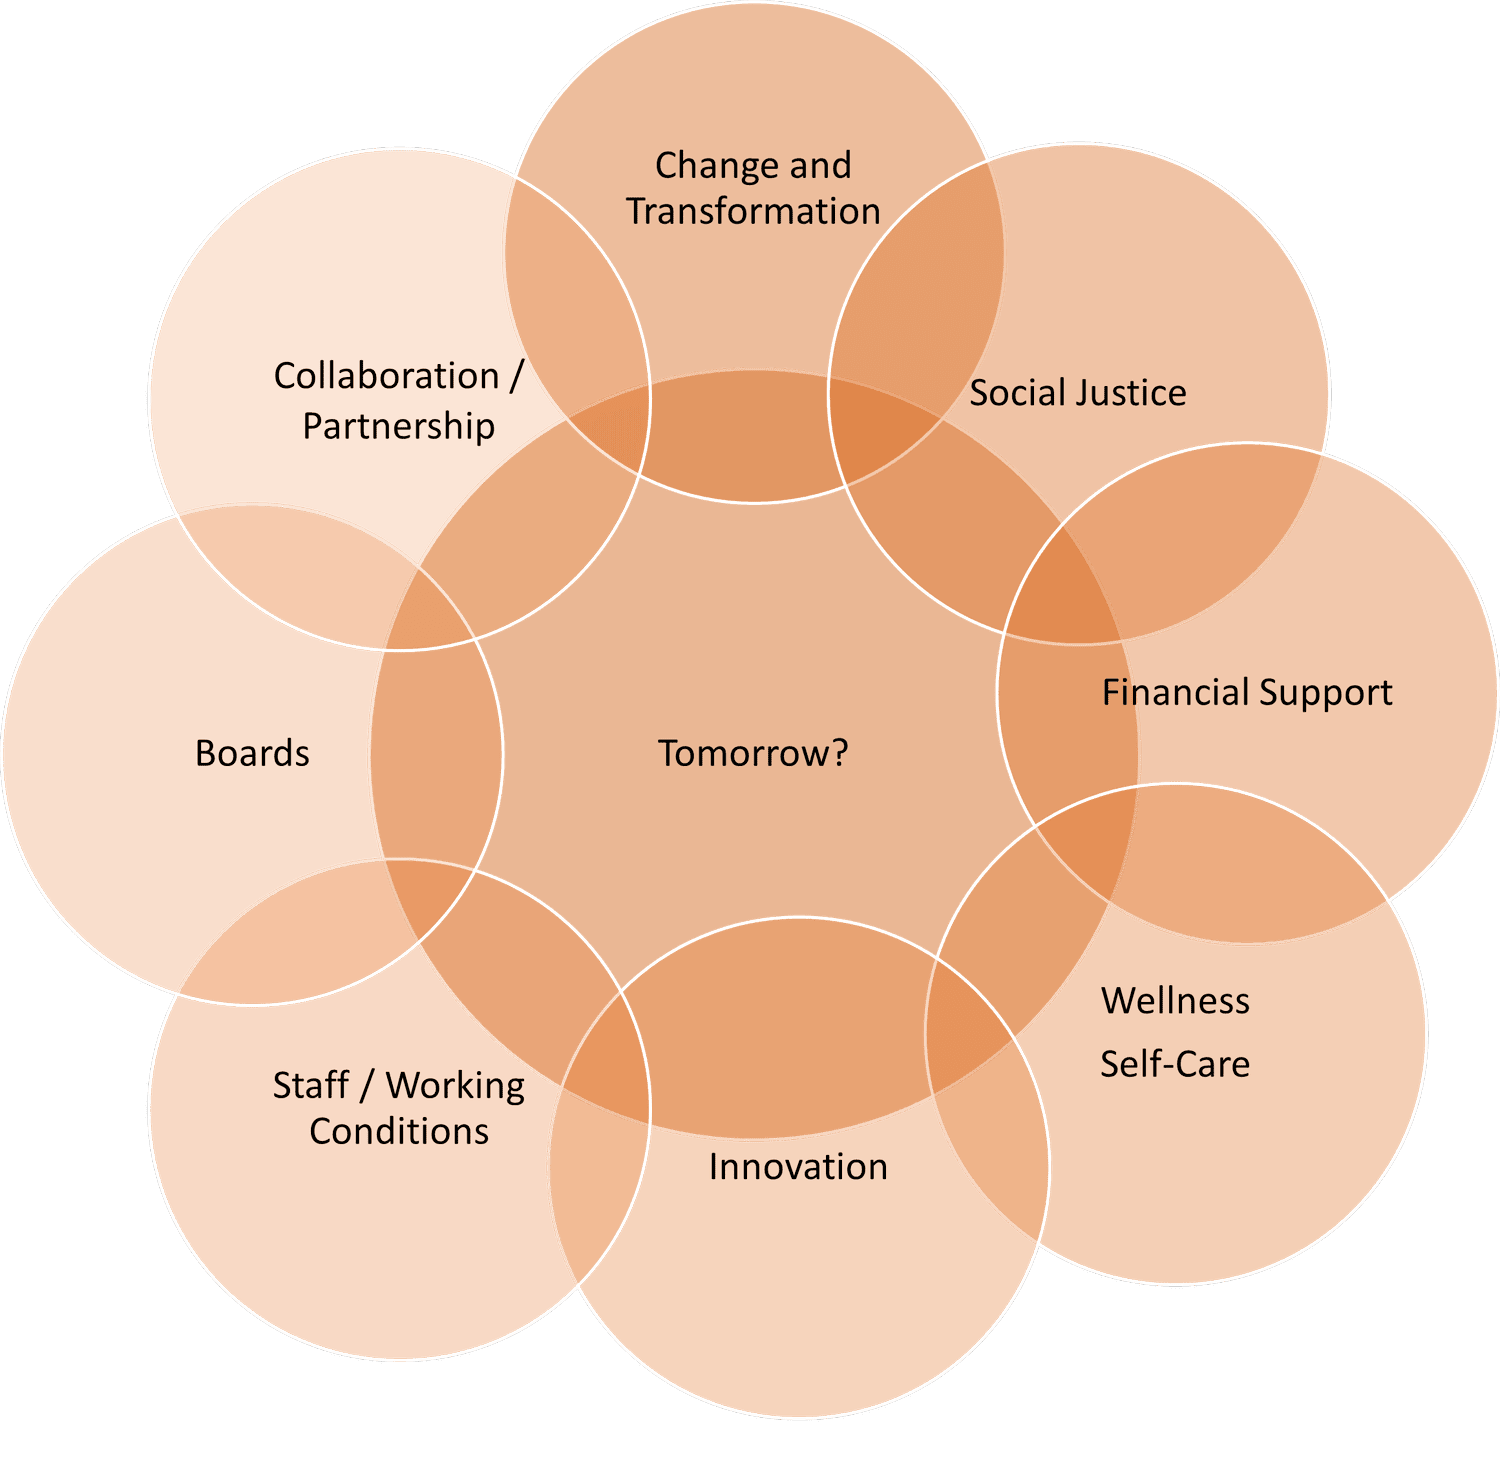 Change and
Transformation
Collaboration /
Partnership
Social Justice
Financial Support
Boards
Tomorrow?
Wellness
Self-Care
Staff / Working
Conditions
Innovation